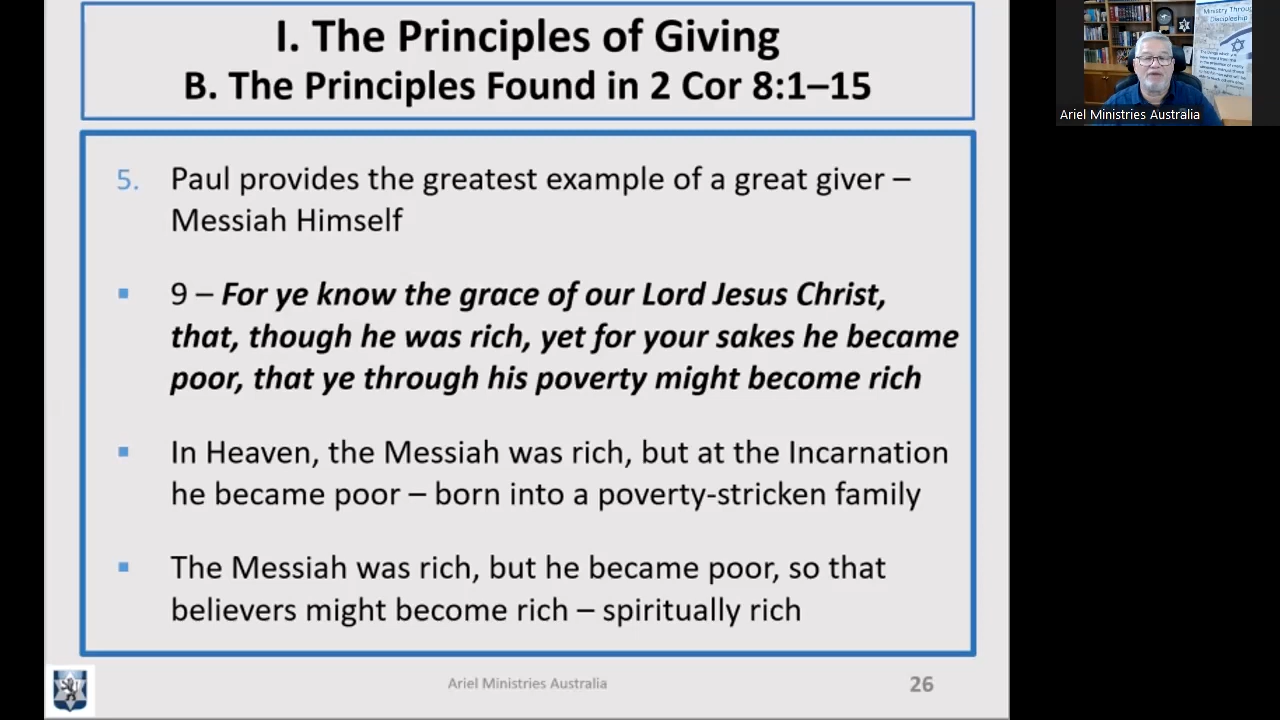 I. The Principles of Giving
B. The Principles Found in 2 Cor 8:1–15
5. Paul provides the greatest example of a great giver –
Messiah Himself
▪ 9 – For ye know the grace of our Lord Jesus Christ,
that, though he was rich, yet for your sakes he became
poor, that ye through his poverty might become rich
▪ In Heaven, the Messiah was rich, but at the Incarnation
he became poor – born into a poverty-stricken family
▪ The Messiah was rich, but he became poor, so that
believers might become rich – spiritually rich
Ariel Ministries Australia
26
Ministry Through
Discipleship
Ariel Ministries Australia